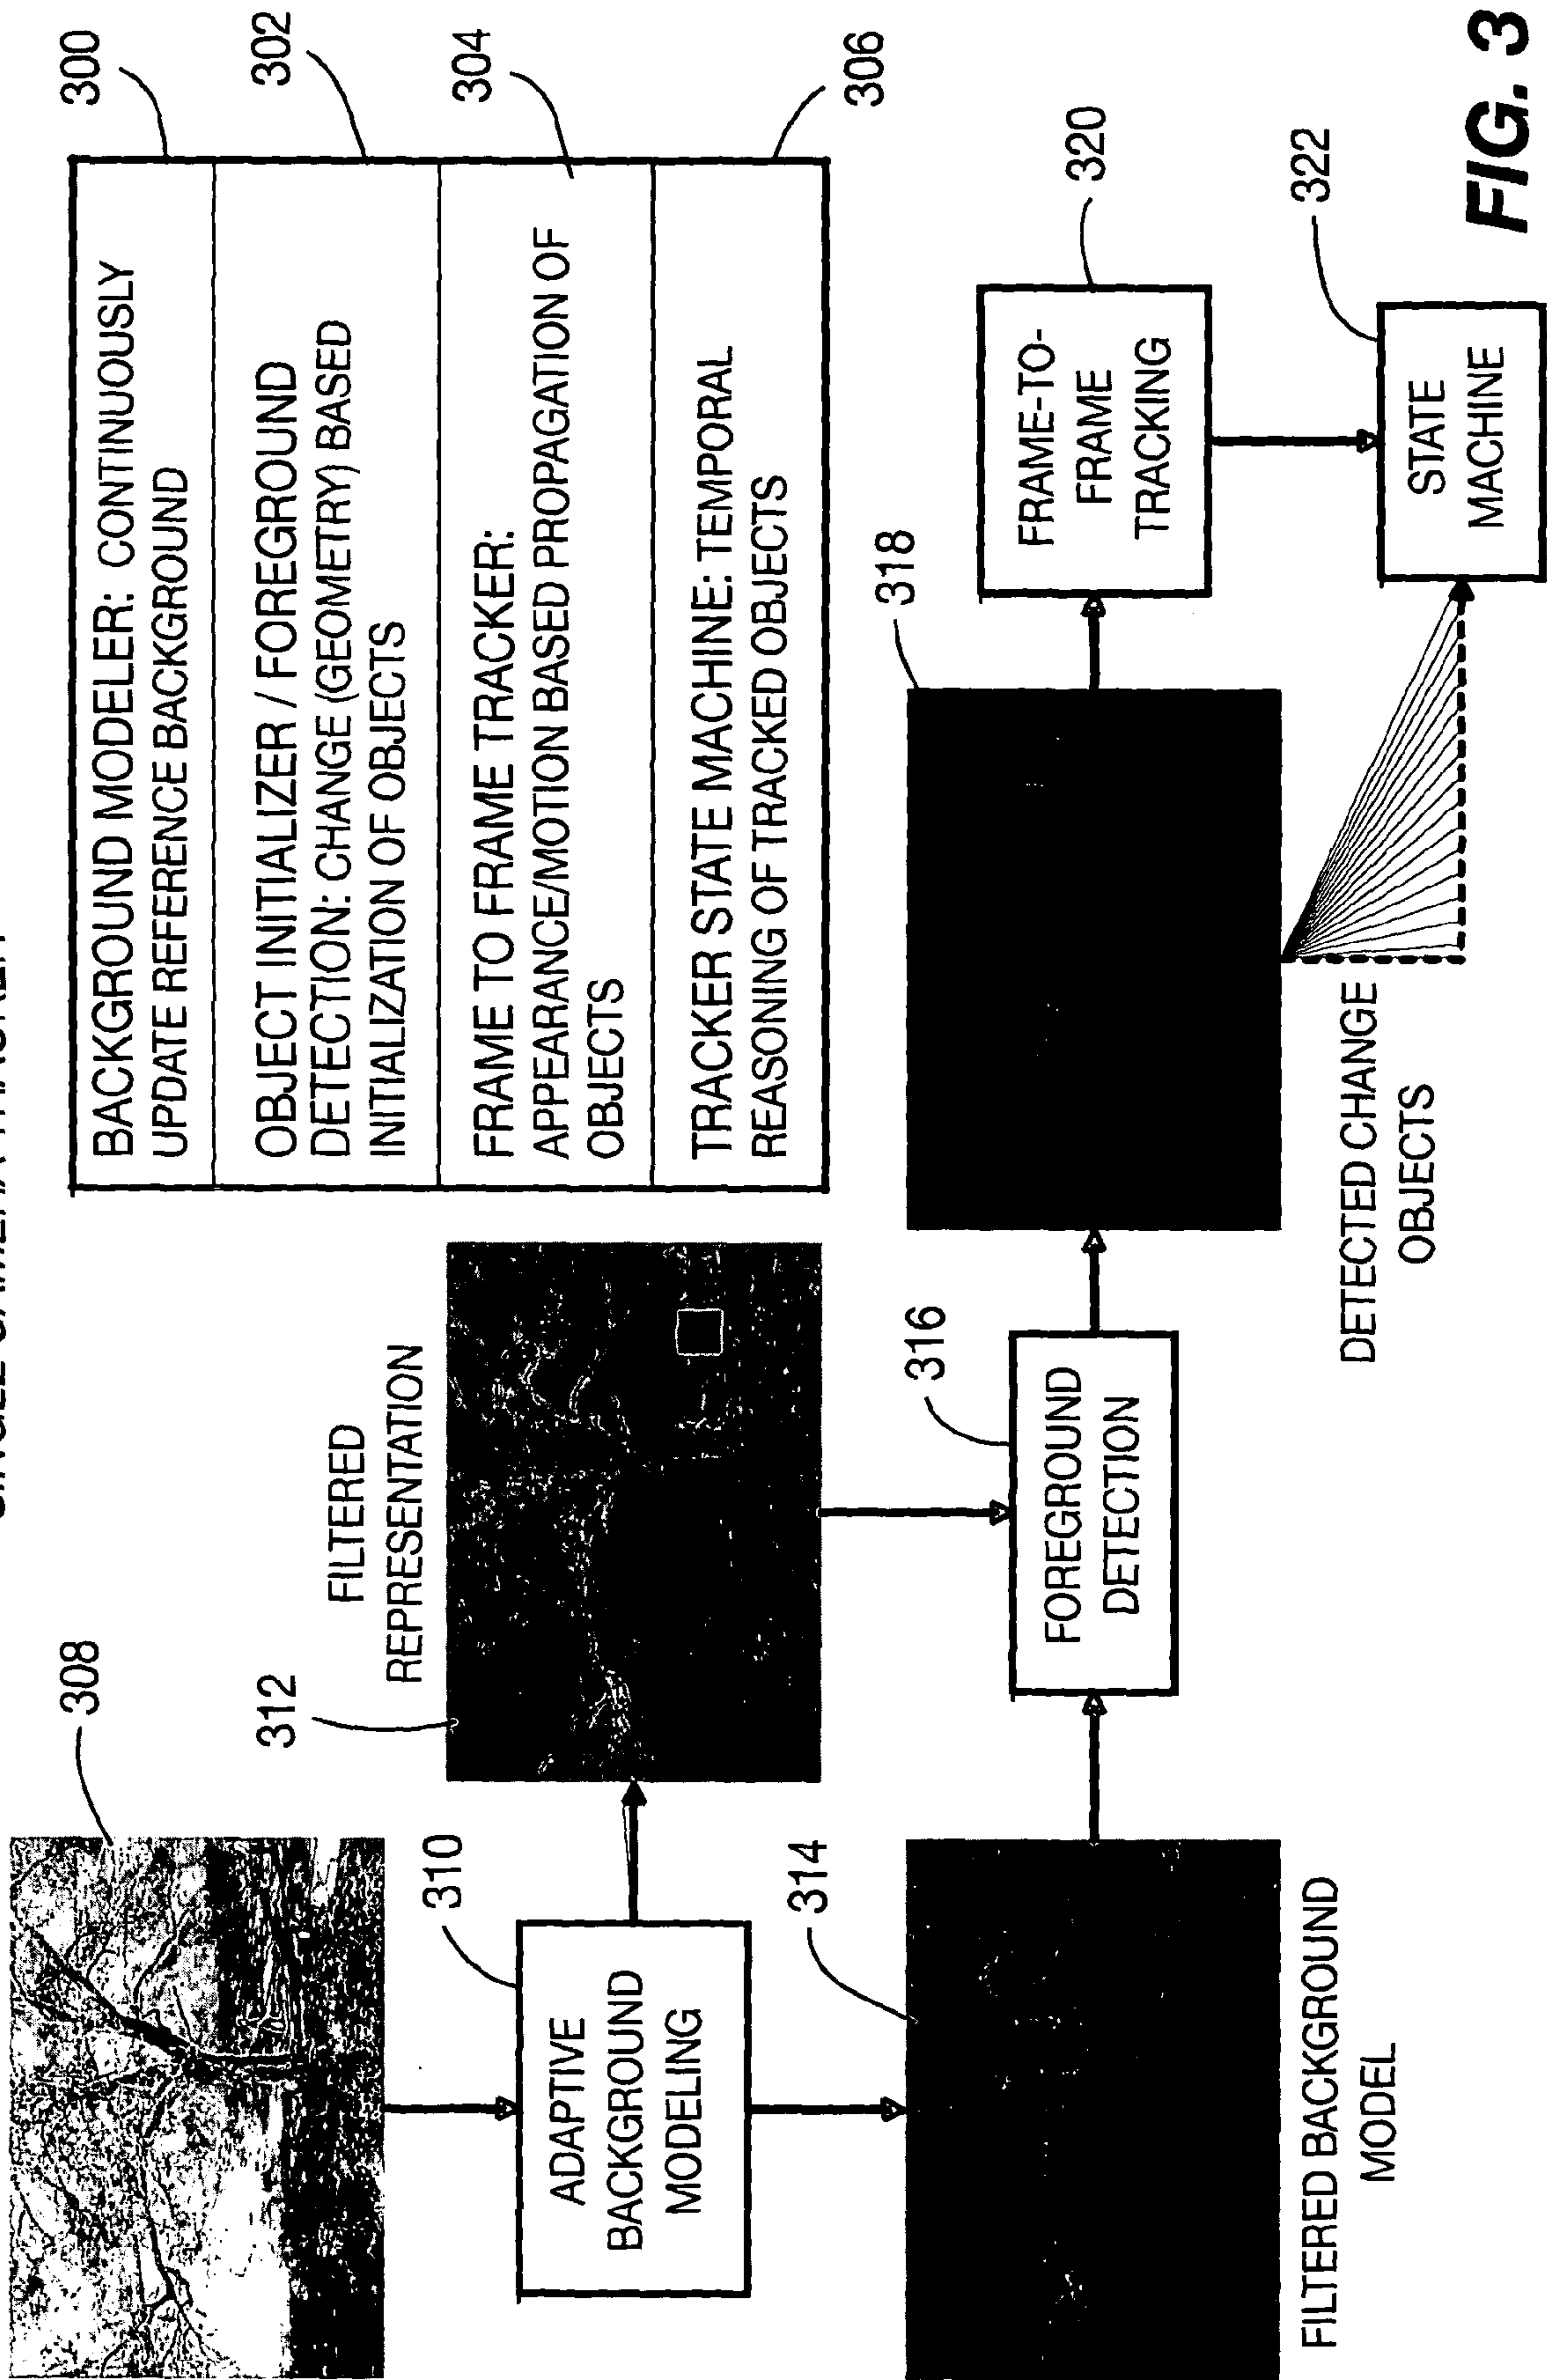 SINGLE CAMERA TRACKER
308
BACKGROUND MODELER: CONTINUOUSLY
UPDATE REFERENCE BACKGROUND
300
OBJECT INITIALIZER / FOREGROUND
DETECTION: CHANGE (GEOMETRY) BASED
INITIALIZATION OF OBJECTS
302
FRAME TO FRAME TRACKER:
APPEARANCE/MOTION BASED PROPAGATION OF
OBJECTS
304
TRACKER STATE MACHINE: TEMPORAL
REASONING OF TRACKED OBJECTS
306
312
FILTERED
REPRESENTATION
310
ADAPTIVE
BACKGROUND
MODELING
314
FILTERED BACKGROUND
MODEL
316
FOREGROUND
DETECTION
318
DETECTED CHANGE
OBJECTS
320
FRAME-TO-
FRAME
TRACKING
322
STATE
MACHINE
FIG. 3